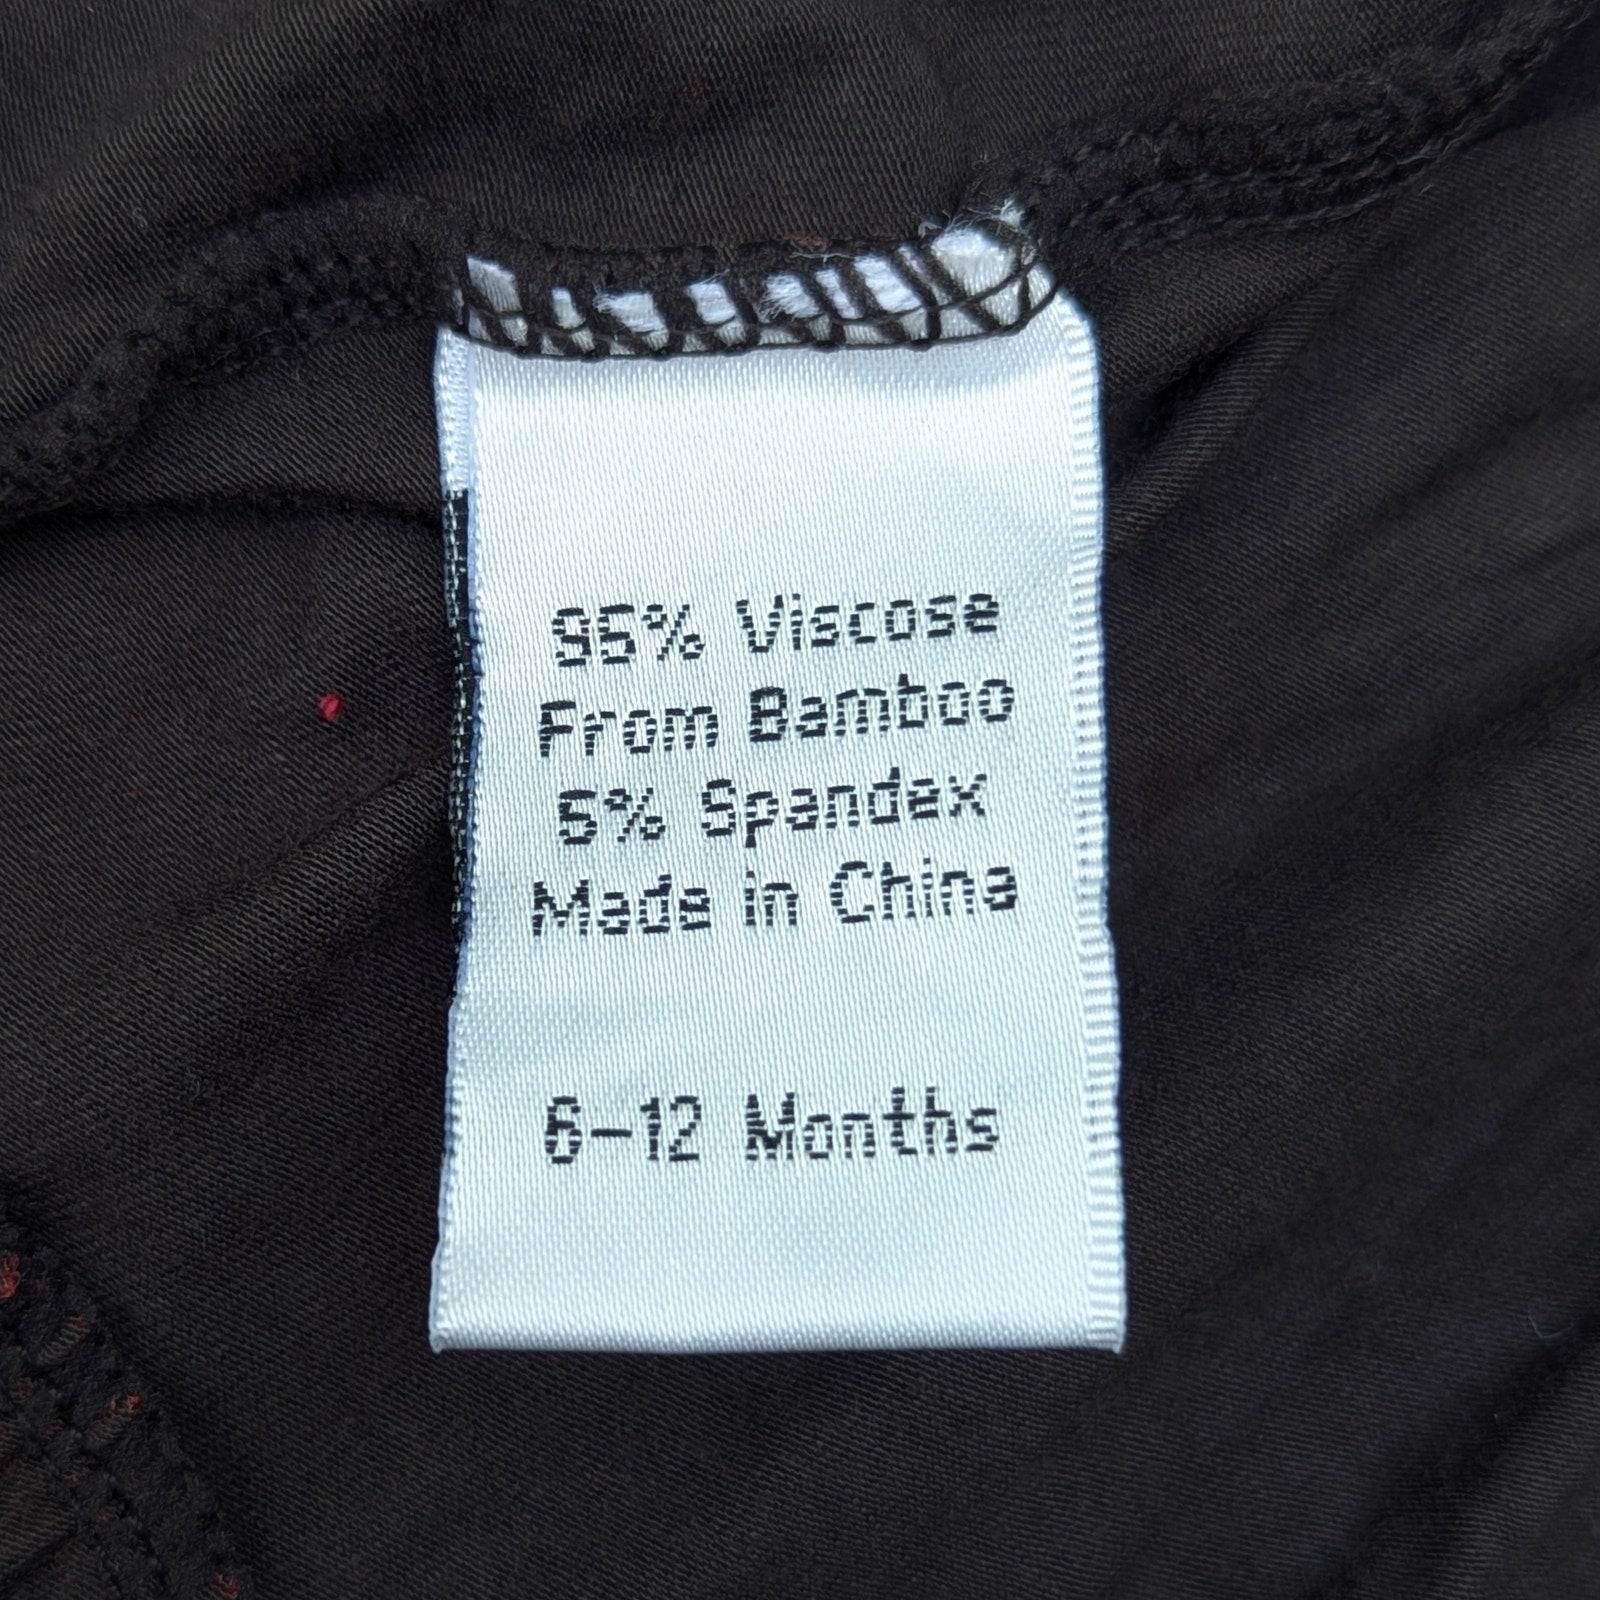 95% Viscose
From Bamboo
5% Spandex
Made in China
6-12 Months